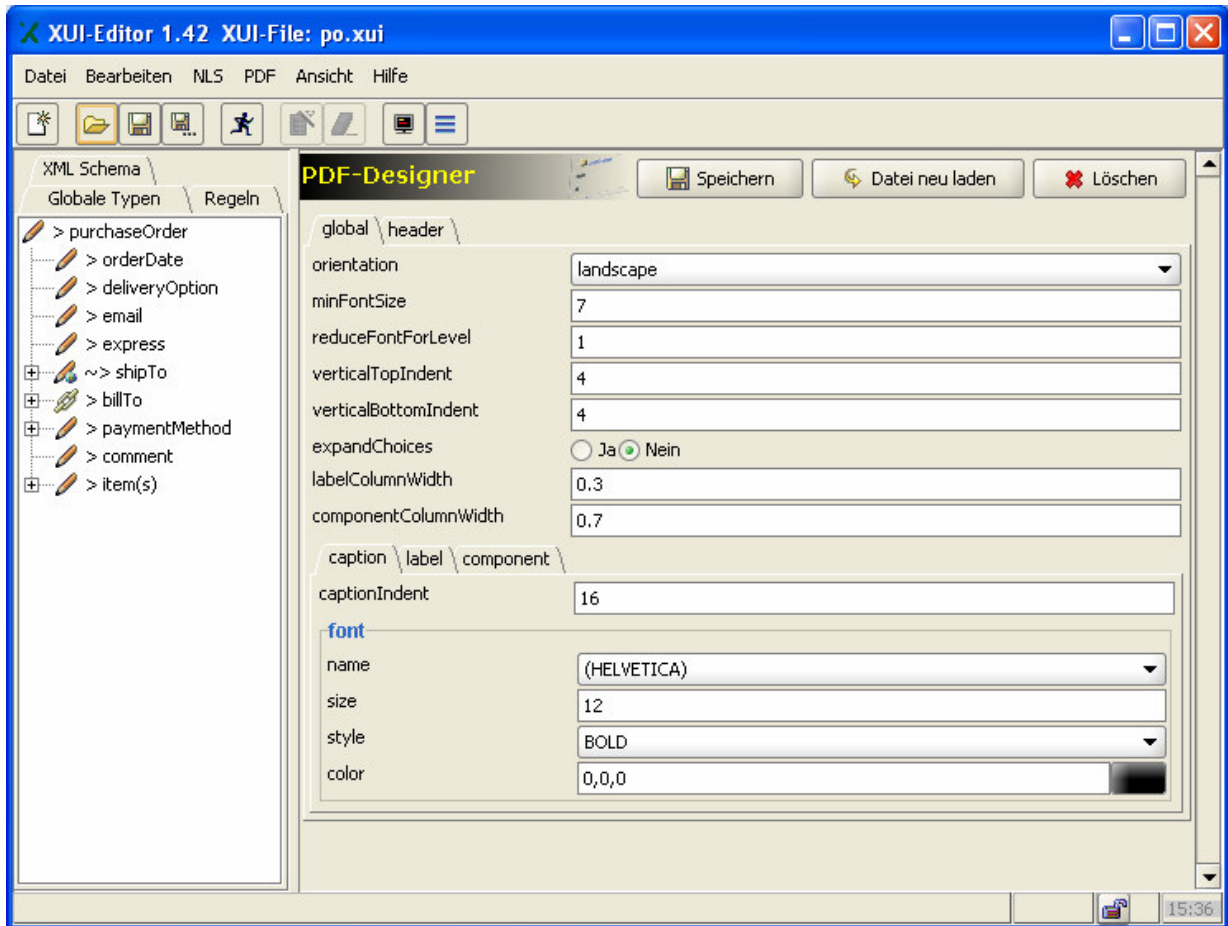 XUI-Editor 1.42 XUI-File: po.xui
Datei Bearbeiten NLS PDF Ansicht Hilfe
XML Schema
Globale Typen Regeln
> purchaseOrder
> orderDate
> deliveryOption
> email
> express
~> shipTo
> billTo
> paymentMethod
> comment
> item(s)
PDF-Designer Speichern Datei neu laden Löschen
global header
orientation landscape
minFontSize 7
reduceFontForLevel 1
verticalTopIndent 4
verticalBottomIndent 4
expandChoices Ja Nein
labelColumnWidth 0.3
componentColumnWidth 0.7
caption label component
captionIndent 16
font
name (HELVETICA)
size 12
style BOLD
color 0,0,0
15:36